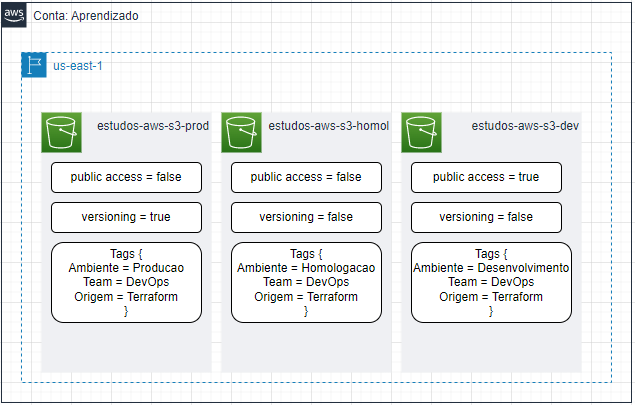 aws
Conta: Aprendizado
us-east-1
estudos-aws-s3-prod
public access = false
versioning = true
Tags {
Ambiente = Producao
Team = DevOps
Origem = Terraform
}
estudos-aws-s3-homol
public access = false
versioning = false
Tags {
Ambiente = Homologacao
Team = DevOps
Origem = Terraform
}
estudos-aws-s3-dev
public access = true
versioning = false
Tags {
Ambiente = Desenvolvimento
Team = DevOps
Origem = Terraform
}